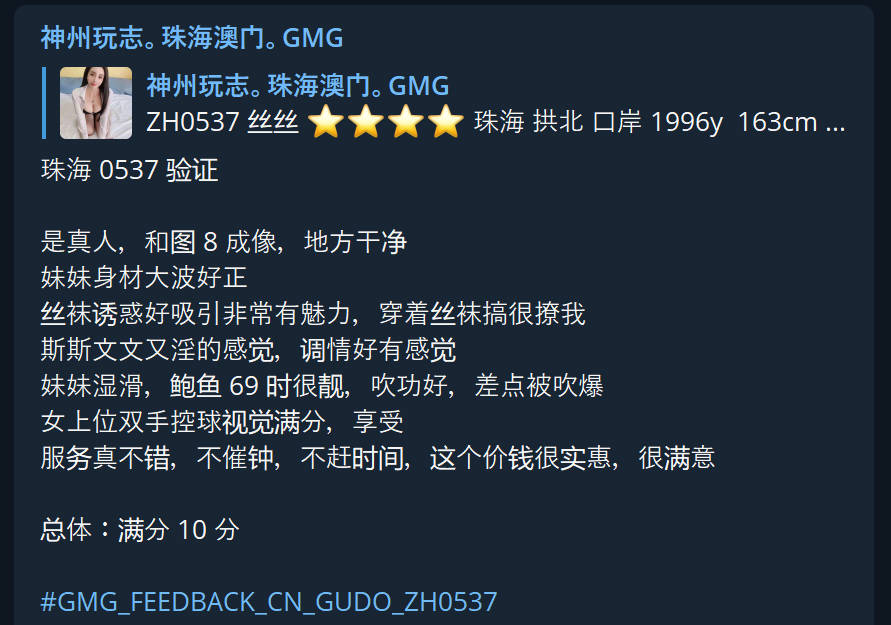 神州玩志。珠海澳门。GMG
神州玩志。珠海澳门。GMG
ZH0537 丝丝 ⭐⭐⭐⭐ 珠海 拱北 口岸 1996y 163cm ...
珠海 0537 验证
是真人，和图 8 成像，地方干净
妹妹身材大波好正
丝袜诱惑好吸引非常有魅力，穿着丝袜搞很撩我
斯斯文文又淫的感觉，调情好有感觉
妹妹湿滑，鲍鱼 69 时很靓，吹功好，差点被吹爆
女上位双手控球视觉满分，享受
服务真不错，不催钟，不赶时间，这个价钱很实惠，很满意
总体：满分 10 分
#GMG_FEEDBACK_CN_GUDO_ZH0537